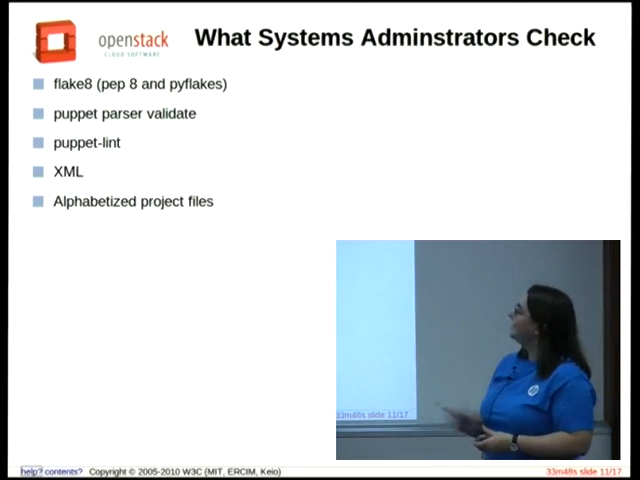 openstack
CLOUD SOFTWARE
What Systems Adminstrators Check
flake8 (pep 8 and pyflakes)
puppet parser validate
puppet-lint
XML
Alphabetized project files
33m48s slide 11/17
help? contents? Copyright © 2005-2010 W3C (MIT, ERCIM, Keio)
33m48s slide 11/17